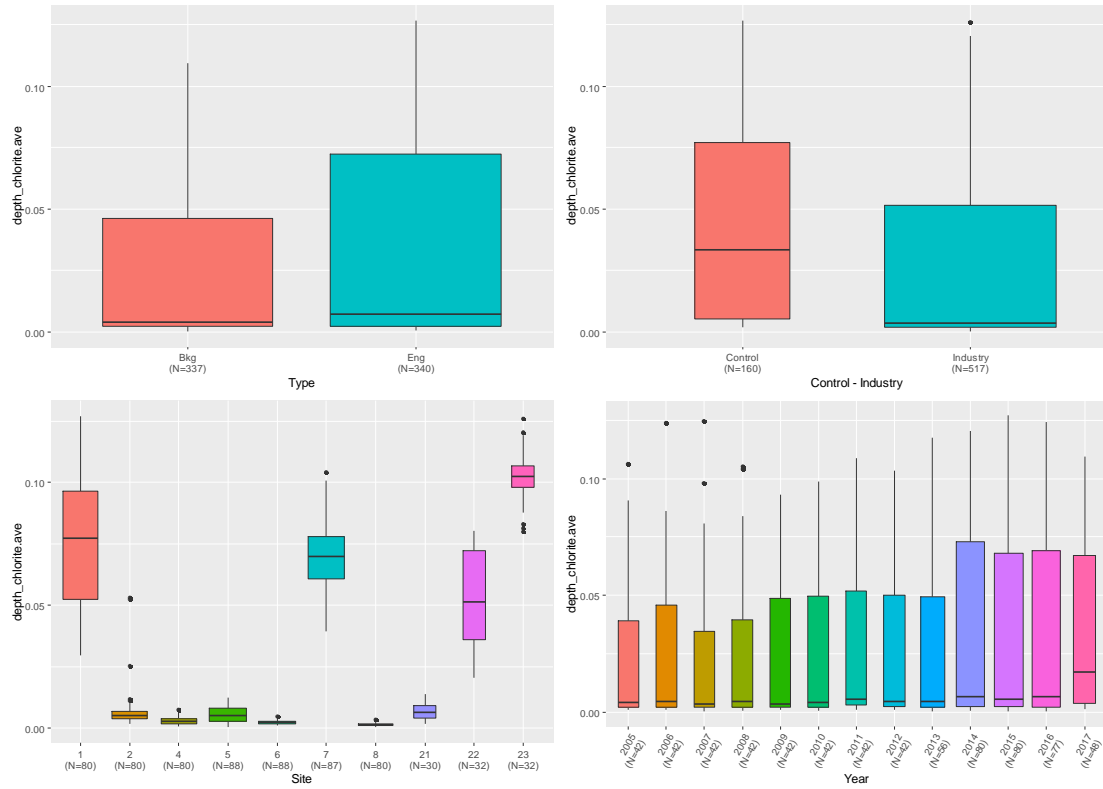 depth_chlorite.ave
0.10
0.05
0.00
Bkg
(N=337)
Eng
(N=340)
Type
depth_chlorite.ave
0.10
0.05
0.00
Control
(N=160)
Industry
(N=517)
Control - Industry
depth_chlorite.ave
0.10
0.05
0.00
1
(N=80)
2
(N=80)
4
(N=80)
5
(N=88)
6
(N=88)
7
(N=87)
8
(N=80)
21
(N=30)
22
(N=32)
23
(N=32)
Site
depth_chlorite.ave
0.10
0.05
0.00
2005
(N=42)
2006
(N=42)
2007
(N=42)
2008
(N=42)
2009
(N=42)
2010
(N=42)
2011
(N=42)
2012
(N=42)
2013
(N=56)
2014
(N=80)
2015
(N=80)
2016
(N=77)
2017
(N=48)
Year